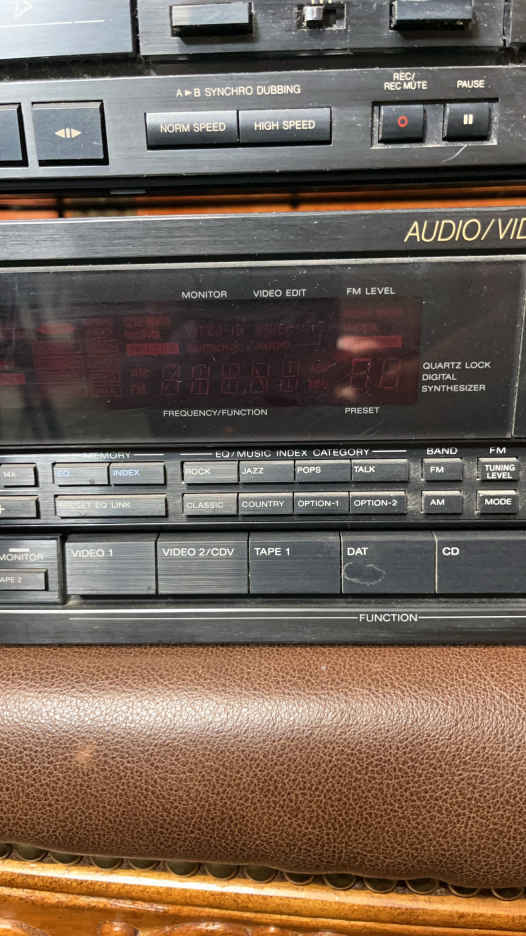 A►B SYNCHRO DUBBING
REC/
REC MUTE
PAUSE
NORM SPEED
HIGH SPEED
AUDIO/VID
MONITOR
VIDEO EDIT
FM LEVEL
QUARTZ LOCK
DIGITAL
SYNTHESIZER
FREQUENCY/FUNCTION
PRESET
MEMORY
EQ/MUSIC INDEX CATEGORY
BAND
FM
EQ
INDEX
ROCK
JAZZ
POPS
TALK
FM
TUNING
LEVEL
+
PRESET EQ LINK
CLASSIC
COUNTRY
OPTION-1
OPTION-2
AM
MODE
MONITOR
TAPE 2
VIDEO 1
VIDEO 2/CDV
TAPE 1
DAT
CD
FUNCTION